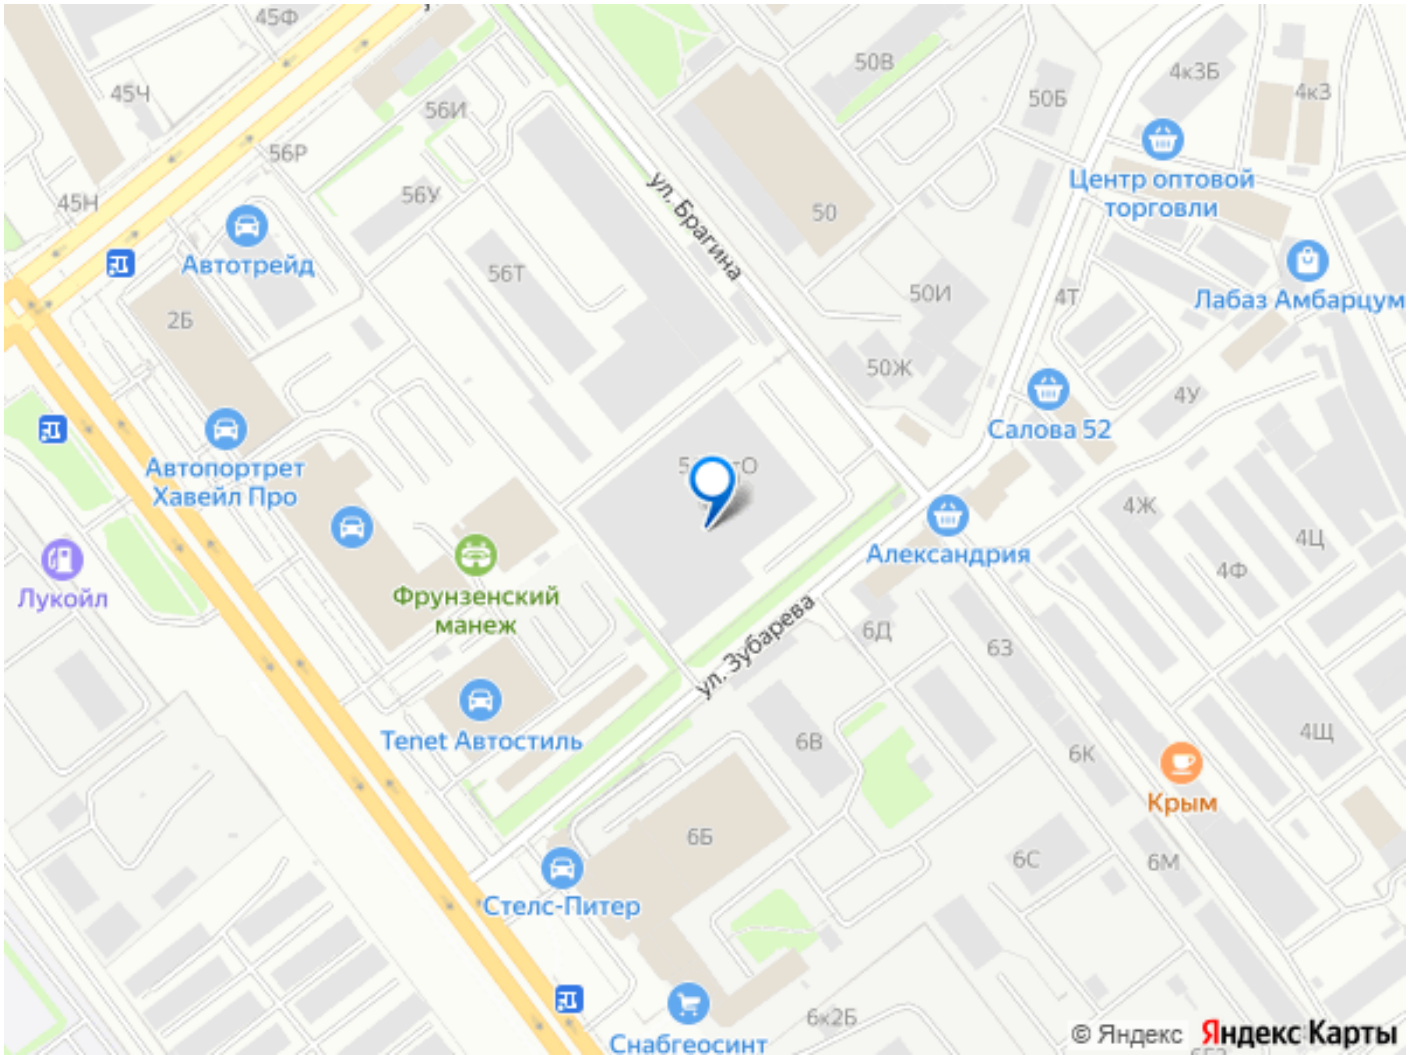 45Ф
45Ч
50В
4к3Б
4к3
50Б
56И
56Р
56У
45Н
ул. Брагина
50
Центр оптовой
торговли
Автотрейд
56Т
50И
4Т
Лабаз Амбарцум
2Б
50Ж
4У
Салова 52
Автопортрет
Хавейл Про
4Ж
4Ц
Александрия
4Ф
Лукойл
Фрунзенский
манеж
ул. Зубарева
6Д
6З
Tenet Автостиль
6В
6К
4Щ
Крым
6Б
6С
6М
Стелс-Питер
6к2Б
Снабгеосинт
© Яндекс Яндекс Карты